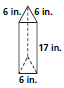 6 in. 6 in.
17 in.
6 in.